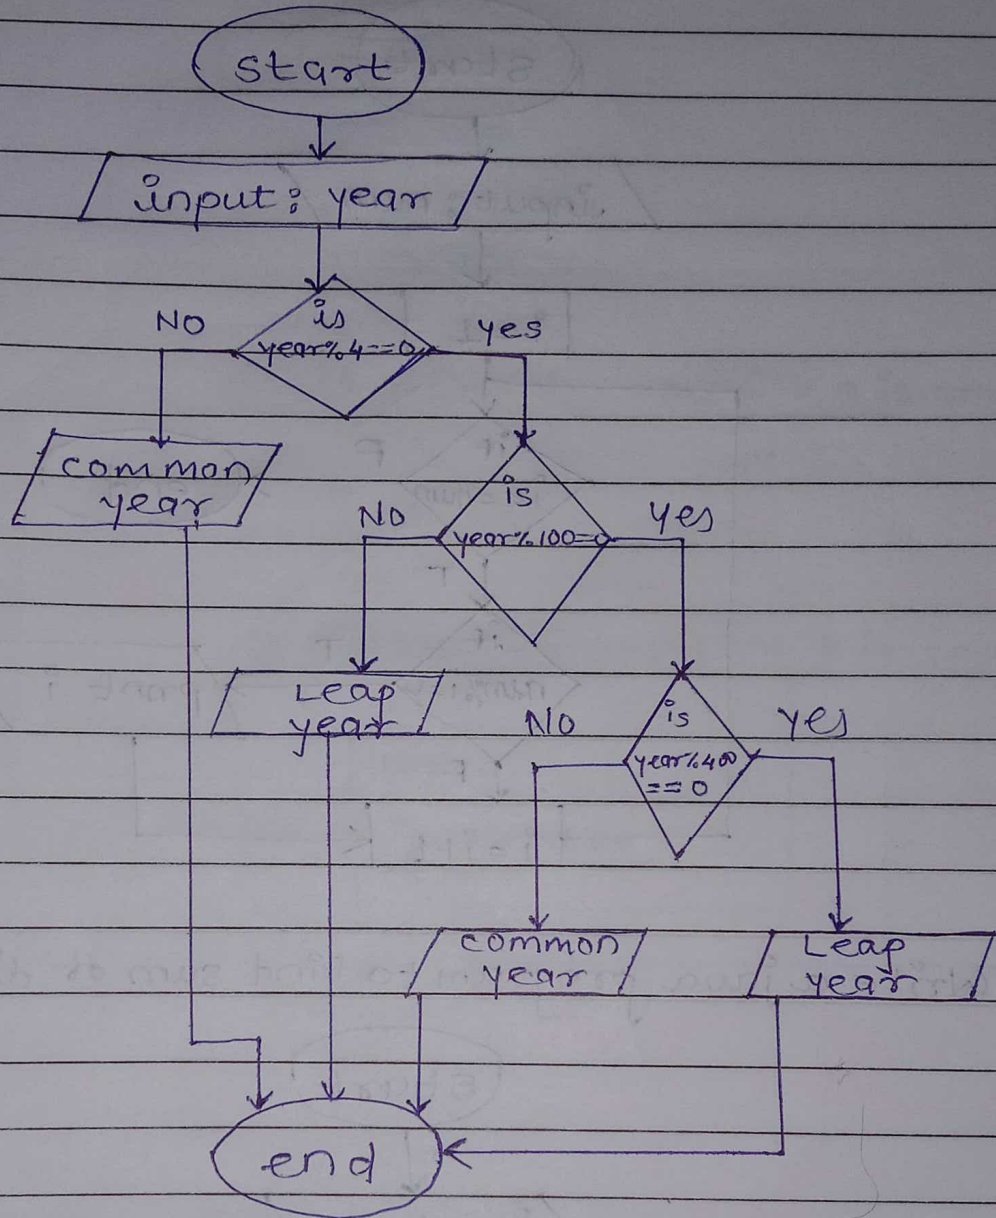 start
input: year
is
year%4==0
NO
yes
common
year
is
year%100=0
NO
yes
Leap
year
is
year%400
==0
NO
yes
common
year
Leap
year
end